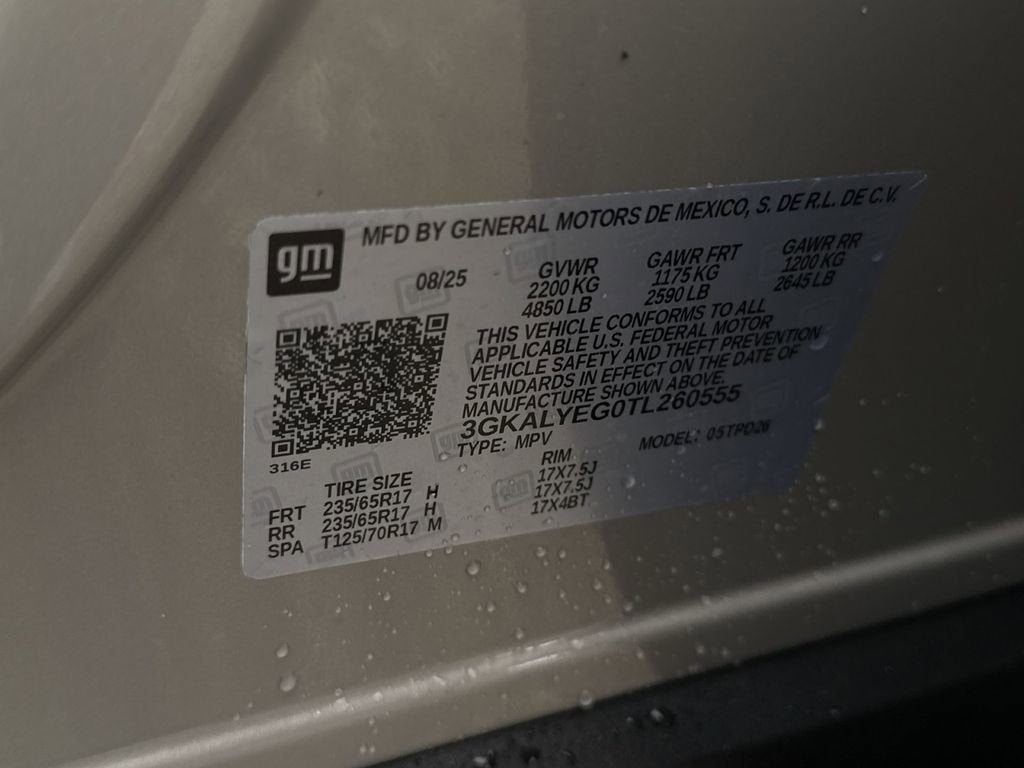 gm
MFD BY GENERAL MOTORS DE MEXICO, S. DE R.L. DE C.V.
08/25
GVWR
2200 KG
4850 LB
GAWR FRT
1175 KG
2590 LB
GAWR RR
1200 KG
2645 LB
THIS VEHICLE CONFORMS TO ALL
APPLICABLE U.S. FEDERAL MOTOR
VEHICLE SAFETY AND THEFT PREVENTION
STANDARDS IN EFFECT ON THE DATE OF
MANUFACTURE SHOWN ABOVE.
3GKALYEG0TL260555
TYPE: MPV MODEL: 05TPD26
316E
TIRE SIZE RIM
FRT 235/65R17 H 17X7.5J
RR 235/65R17 H 17X7.5J
SPA T125/70R17 M 17X4BT